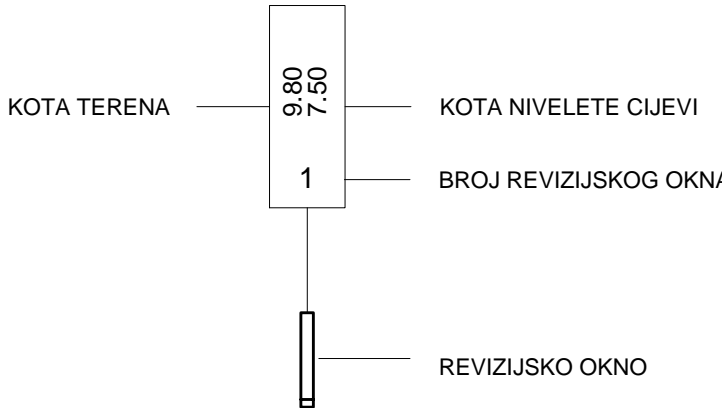 9.80
7.50
KOTA TERENA
KOTA NIVELETE CIJEVI
1
BROJ REVIZIJSKOG OKNA
REVIZIJSKO OKNO